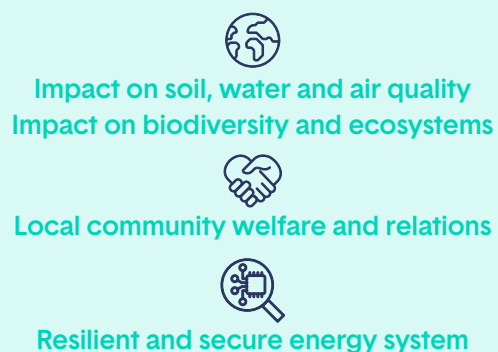 Impact on soil, water and air quality
Impact on biodiversity and ecosystems
Local community welfare and relations
Resilient and secure energy system